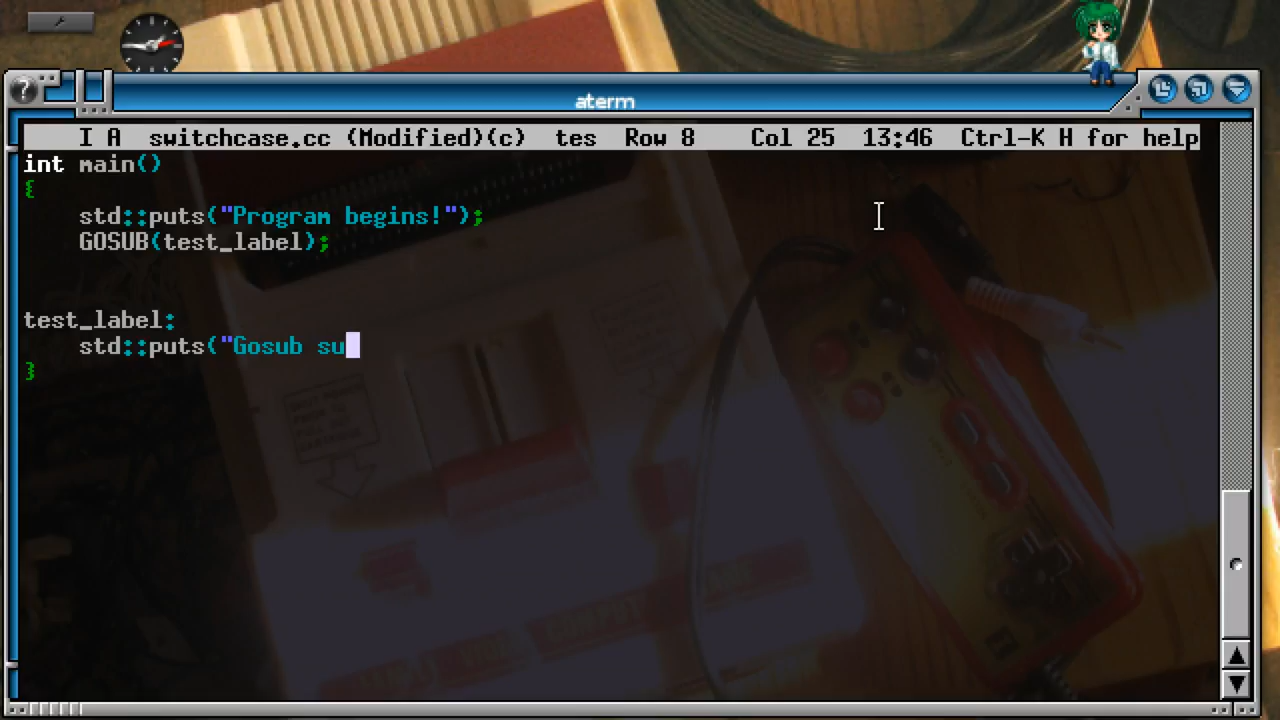 aterm
I A switchcase.cc (Modified)(c) tes Row 8 Col 25 13:46 Ctrl-K H for help
int main()
{
std::puts("Program begins!");
GOSUB(test_label);
test_label:
std::puts("Gosub su
}